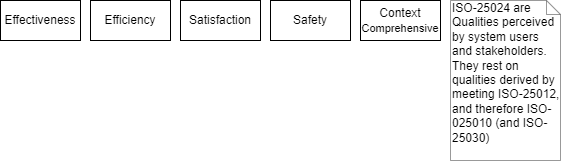 Effectiveness
Efficiency
Satisfaction
Safety
Context
Comprehensive
ISO-25024 are
Qualities perceived
by system users
and stakeholders.
They rest on
qualities derived by
meeting ISO-25012,
and therefore ISO-
025010 (and ISO-
25030)